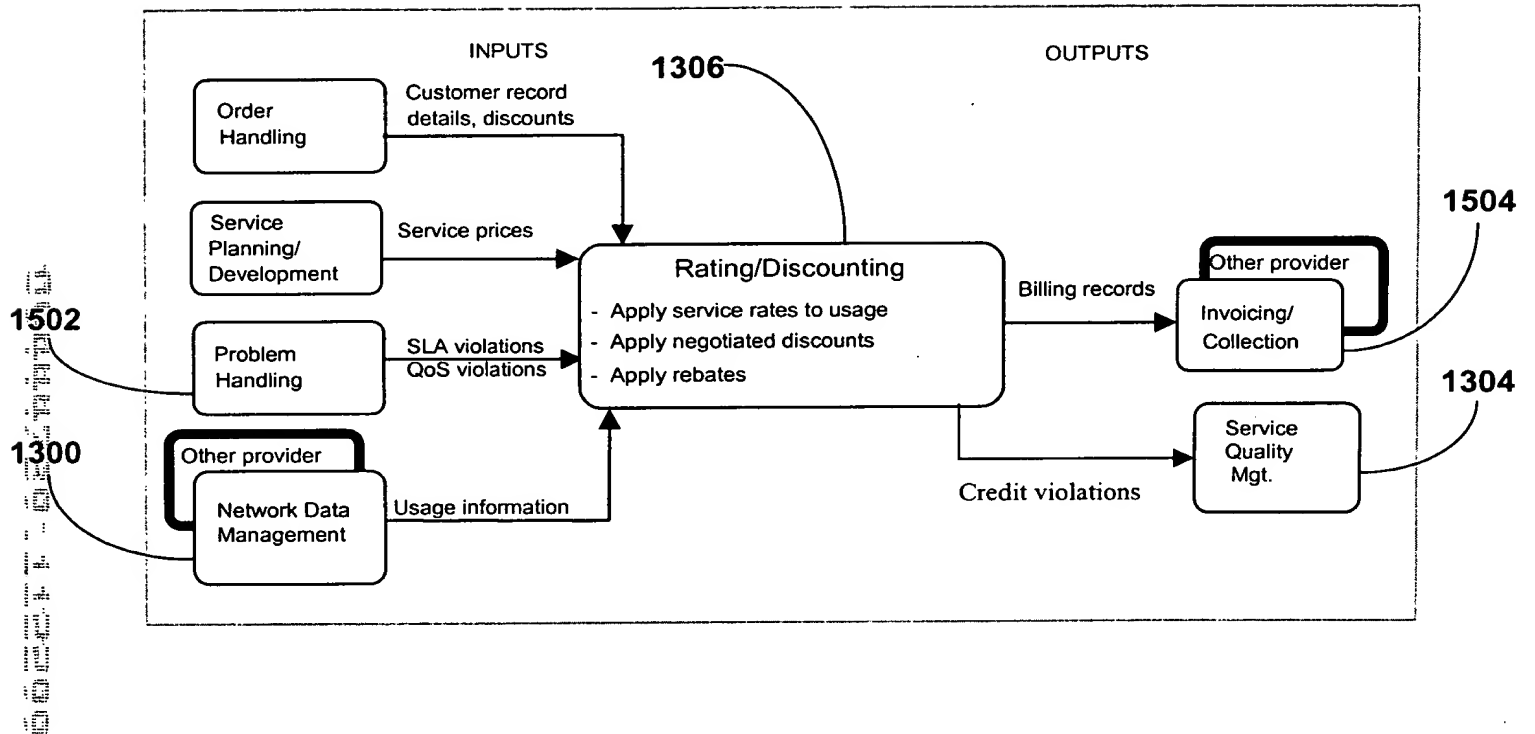 INPUTS
OUTPUTS
1306
Order
Handling
Customer record
details, discounts
Service
Planning/
Development
Service prices
1504
Rating/Discounting
- Apply service rates to usage
- Apply negotiated discounts
- Apply rebates
Billing records
Other provider
Invoicing/
Collection
1502
Problem
Handling
SLA violations
QoS violations
1304
Service
Quality
Mgt.
Credit violations
1300
Other provider
Network Data
Management
Usage information